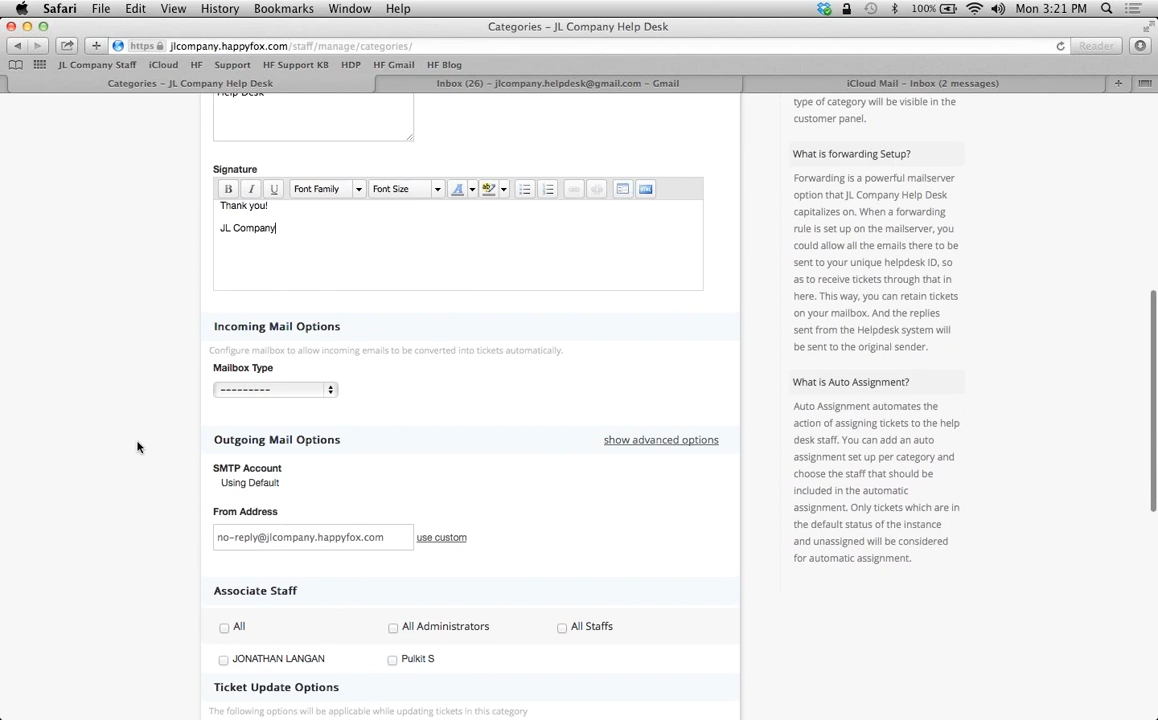 Safari File Edit View History Bookmarks Window Help 100% Mon 3:21 PM
Categories – JL Company Help Desk
https jlcompany.happyfox.com/staff/manage/categories/ Reader
JL Company Staff iCloud HF Support HF Support KB HDP HF Gmail HF Blog
Categories – JL Company Help Desk Inbox (26) – jlcompany.helpdesk@gmail.com – Gmail iCloud Mail – Inbox (2 messages)
Help Desk
Signature
B I U Font Family Font Size
Thank you!
JL Company
Incoming Mail Options
Configure mailbox to allow incoming emails to be converted into tickets automatically.
Mailbox Type
---------
Outgoing Mail Options show advanced options
SMTP Account
Using Default
From Address
no-reply@jlcompany.happyfox.com use custom
Associate Staff
All All Administrators All Staffs
JONATHAN LANGAN Pulkit S
Ticket Update Options
The following options will be applicable while updating tickets in this category
type of category will be visible in the
customer panel.
What is forwarding Setup?
Forwarding is a powerful mailserver
option that JL Company Help Desk
capitalizes on. When a forwarding
rule is set up on the mailserver, you
could allow all the emails there to be
sent to your unique helpdesk ID, so
as to receive tickets through that in
here. This way, you can retain tickets
on your mailbox. And the replies
sent from the Helpdesk system will
be sent to the original sender.
What is Auto Assignment?
Auto Assignment automates the
action of assigning tickets to the help
desk staff. You can add an auto
assignment set up per category and
choose the staff that should be
included in the automatic
assignment. Only tickets which are in
the default status of the instance
and unassigned will be considered
for automatic assignment.